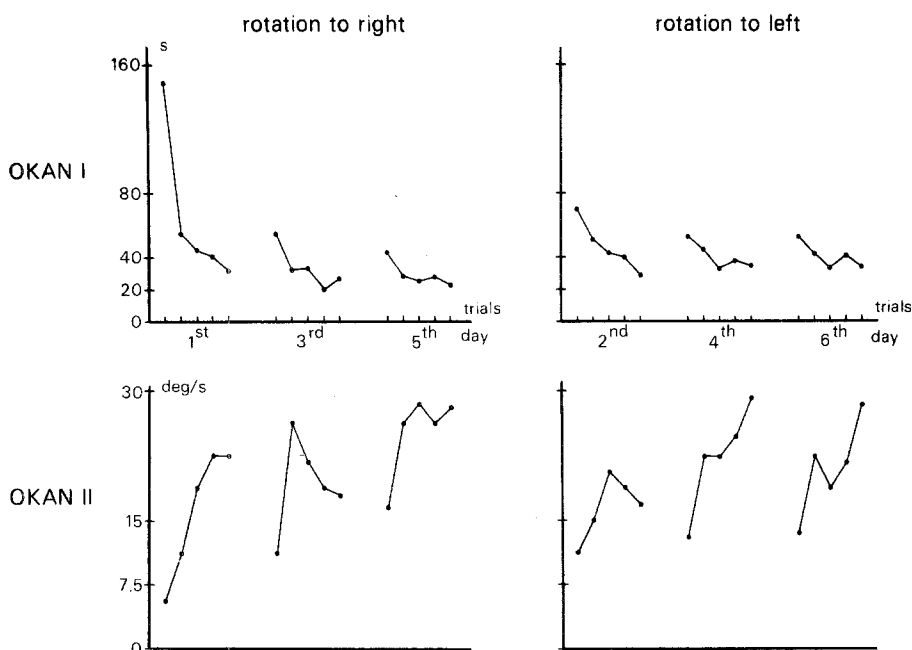 rotation to right
rotation to left
s
160
80
40
20
0
OKAN I
trials
1st
3rd
5th
day
trials
2nd
4th
6th
day
deg/s
30
15
7.5
0
OKAN II